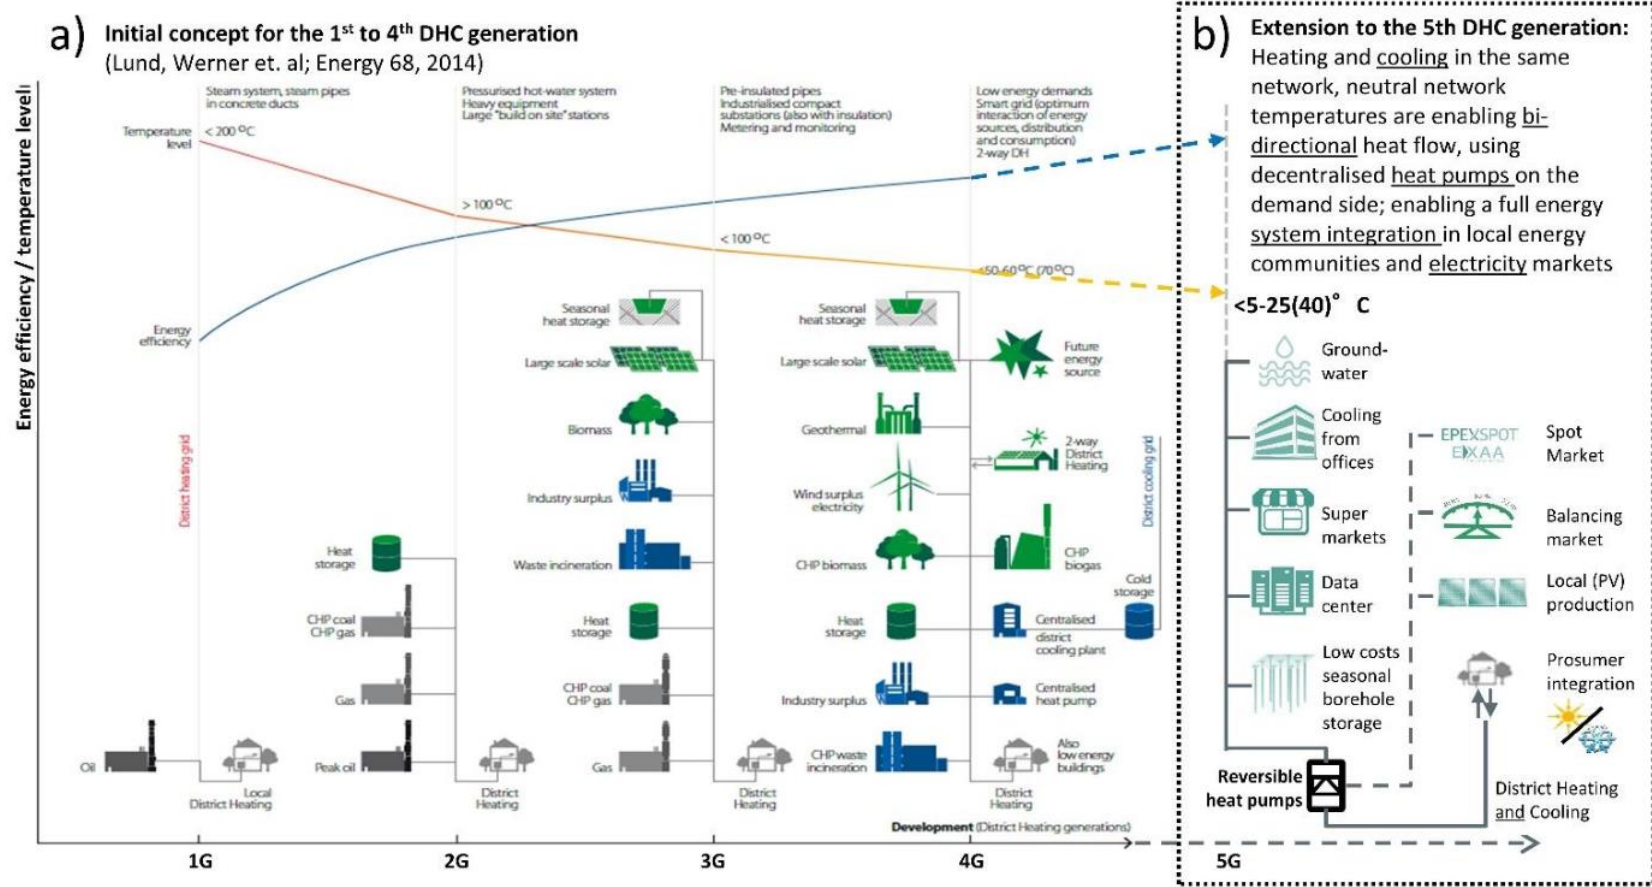 a)
Initial concept for the 1st to 4th DHC generation
(Lund, Werner et. al; Energy 68, 2014)
Energy efficiency / temperature level
Steam system, steam pipes
in concrete ducts
Pressurised hot-water system
Heavy equipment
Large "build on site" stations
Pre-insulated pipes
Industrialised compact
substations (also with insulation)
Metering and monitoring
Low energy demands
Smart grid (optimum
interaction of energy
sources, distribution
and consumption)
2-way DH
Temperature
level
< 200 °C
> 100 °C
< 100 °C
<50-60 °C (70 °C)
Energy
efficiency
District heating grid
Oil
Local
District Heating
Heat
storage
CHP coal
CHP gas
Gas
Peak oil
District
Heating
Seasonal
heat storage
Large scale solar
Biomass
Industry surplus
Waste incineration
Heat
storage
CHP coal
CHP gas
Gas
District
Heating
Seasonal
heat storage
Large scale solar
Geothermal
Wind surplus
electricity
CHP biomass
Heat
storage
Industry surplus
CHP waste
incineration
Future
energy
source
2-way
District
Heating
CHP
biogas
Centralised
district
cooling plant
Centralised
heat pump
Also
low energy
buildings
District
Heating
District cooling grid
Cold
storage
Development (District Heating generations)
1G
2G
3G
4G
b)
Extension to the 5th DHC generation:
Heating and cooling in the same
network, neutral network
temperatures are enabling bi-
directional heat flow, using
decentralised heat pumps on the
demand side; enabling a full energy
system integration in local energy
communities and electricity markets
<5-25(40)° C
Ground-
water
Cooling
from
offices
Super
markets
Data
center
Low costs
seasonal
borehole
storage
EPEXSPOT
EXAA
Spot
Market
Balancing
market
Local (PV)
production
Prosumer
integration
Reversible
heat pumps
District Heating
and Cooling
5G